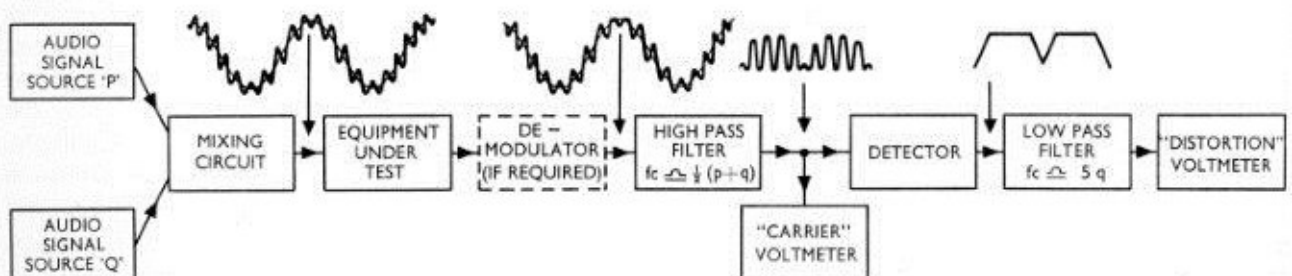 AUDIO
SIGNAL
SOURCE 'P'
AUDIO
SIGNAL
SOURCE 'Q'
MIXING
CIRCUIT
EQUIPMENT
UNDER
TEST
DE –
MODULATOR
(IF REQUIRED)
HIGH PASS
FILTER
fc ≏ ½ (p+q)
"CARRIER"
VOLTMETER
DETECTOR
LOW PASS
FILTER
fc ≏ 5 q
"DISTORTION"
VOLTMETER